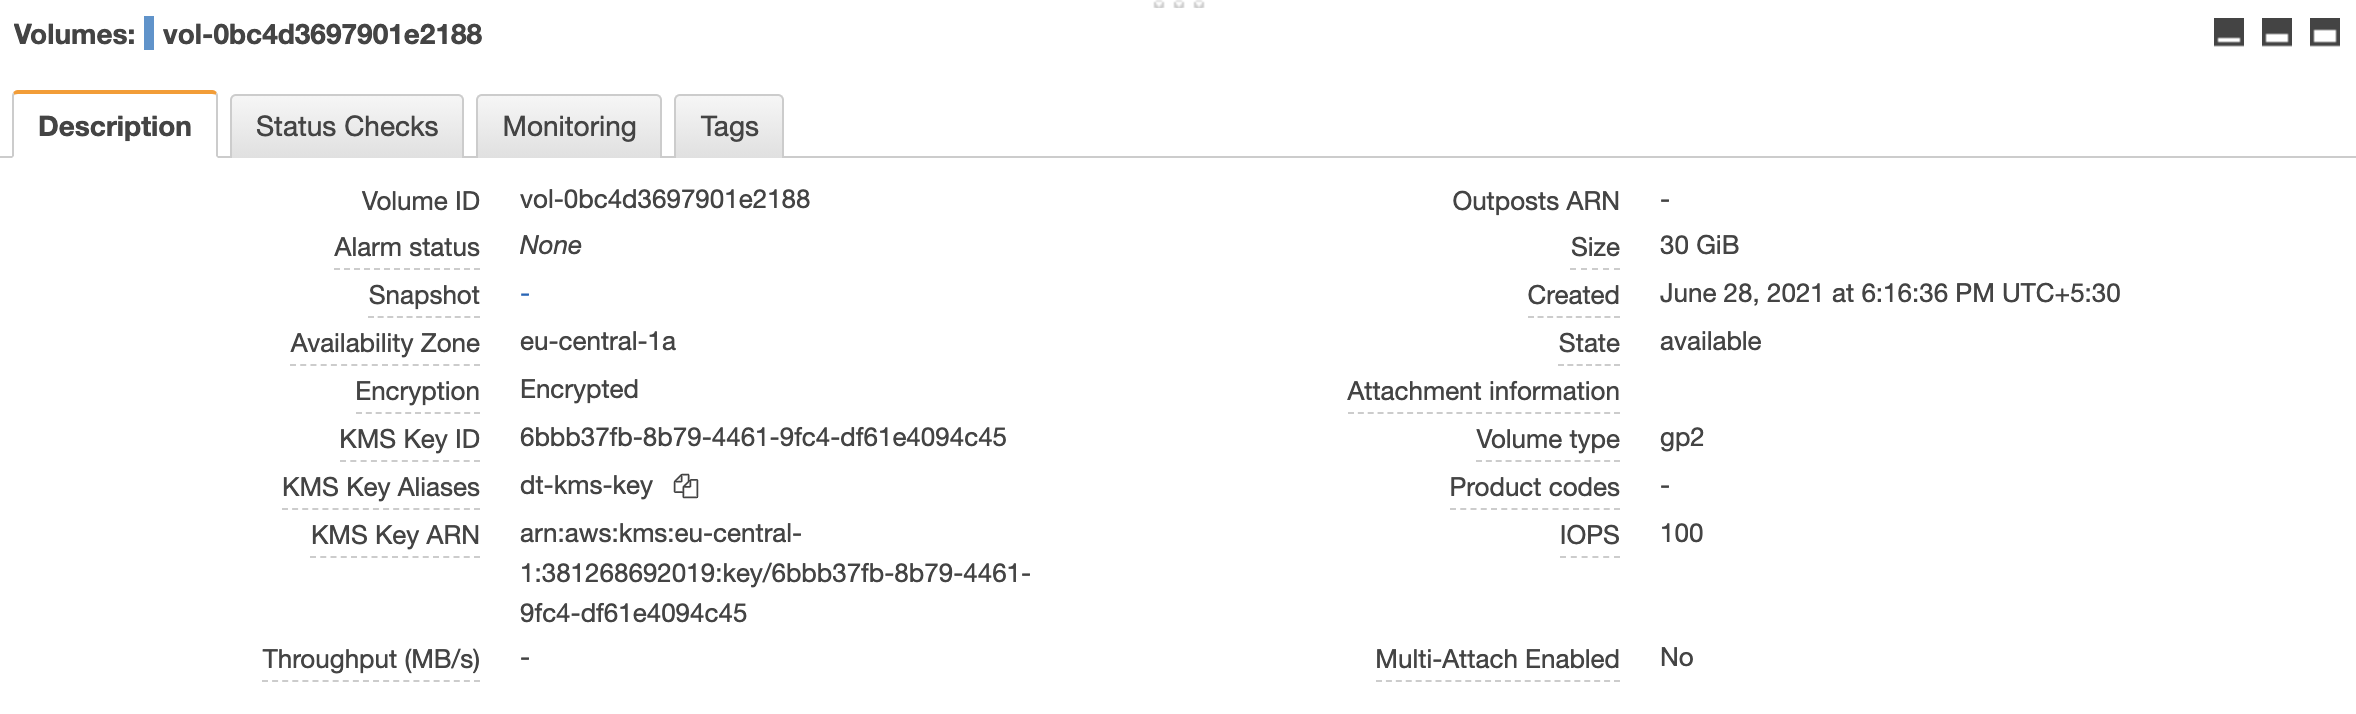 Volumes: vol-0bc4d3697901e2188
Description Status Checks Monitoring Tags
Volume ID vol-0bc4d3697901e2188
Alarm status None
Snapshot -
Availability Zone eu-central-1a
Encryption Encrypted
KMS Key ID 6bbb37fb-8b79-4461-9fc4-df61e4094c45
KMS Key Aliases dt-kms-key
KMS Key ARN arn:aws:kms:eu-central-
1:381268692019:key/6bbb37fb-8b79-4461-
9fc4-df61e4094c45
Throughput (MB/s) -
Outposts ARN -
Size 30 GiB
Created June 28, 2021 at 6:16:36 PM UTC+5:30
State available
Attachment information
Volume type gp2
Product codes -
IOPS 100
Multi-Attach Enabled No